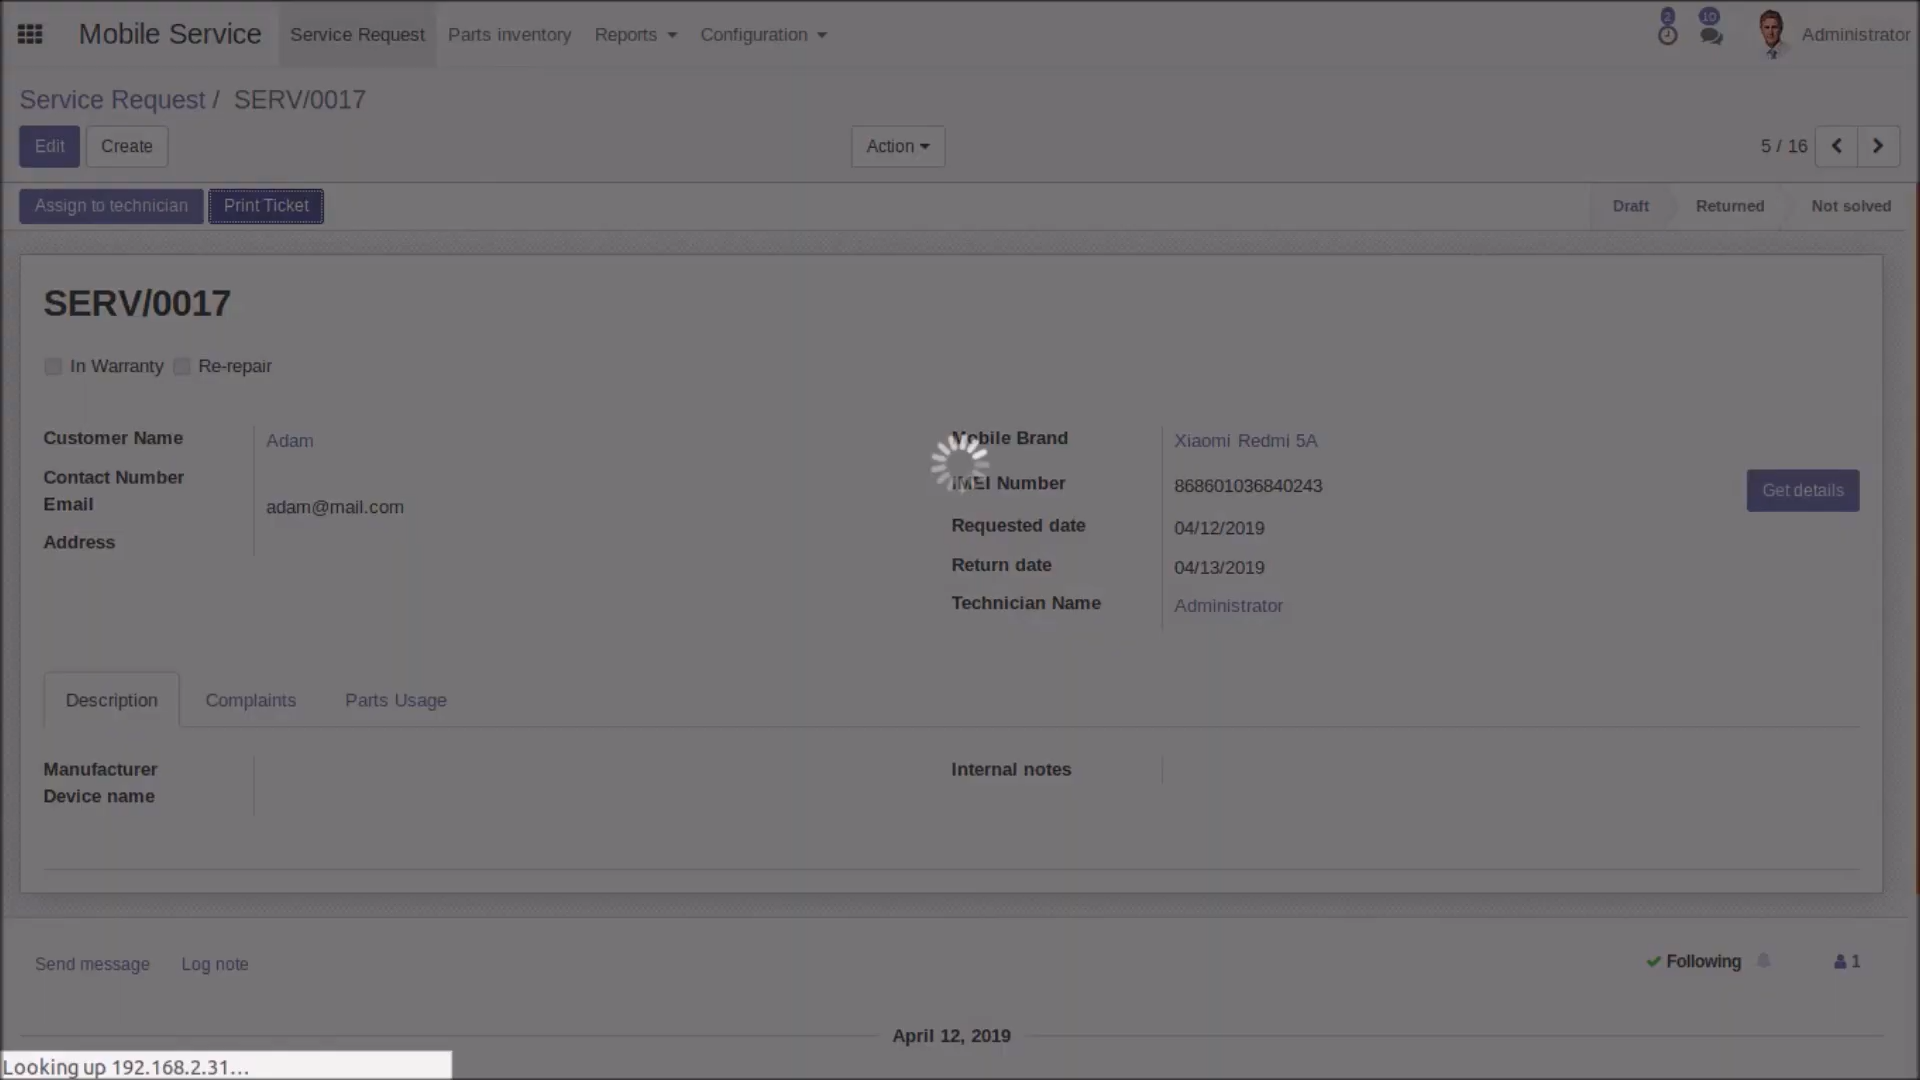 Mobile Service Service Request Parts inventory Reports Configuration 2 10 Administrator
Service Request / SERV/0017
Edit Create Action 5 / 16
Assign to technician Print Ticket Draft Returned Not solved
SERV/0017
In Warranty Re-repair
Customer Name Adam
Contact Number
Email adam@mail.com
Address
Mobile Brand Xiaomi Redmi 5A
IMEI Number 868601036840243 Get details
Requested date 04/12/2019
Return date 04/13/2019
Technician Name Administrator
Description Complaints Parts Usage
Manufacturer
Device name
Internal notes
Send message Log note Following 1
April 12, 2019
Looking up 192.168.2.31...